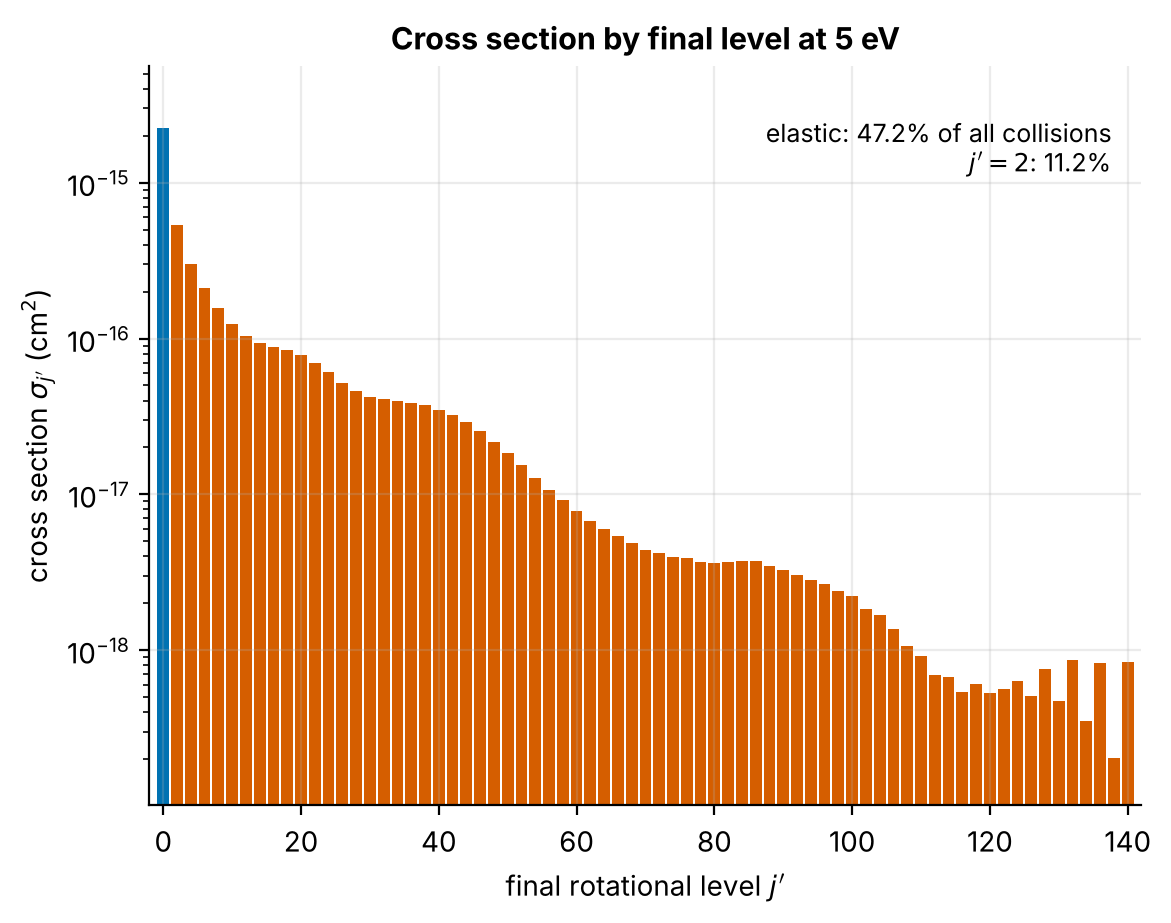 Cross section by final level at 5 eV
elastic: 47.2% of all collisions
j′ = 2: 11.2%
cross section σ_j′ (cm²)
10⁻¹⁵
10⁻¹⁶
10⁻¹⁷
10⁻¹⁸
0 20 40 60 80 100 120 140
final rotational level j′